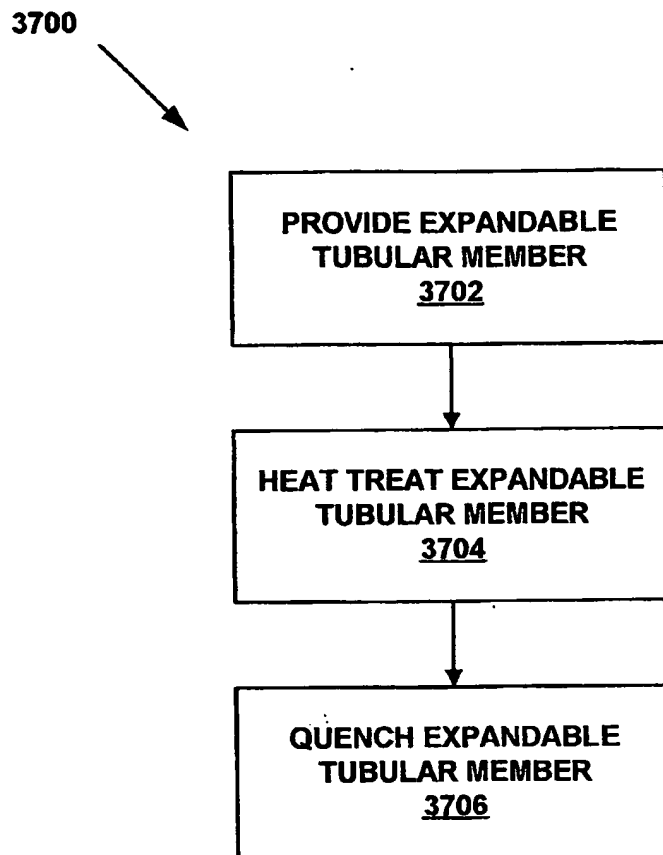 3700
PROVIDE EXPANDABLE
TUBULAR MEMBER
3702
HEAT TREAT EXPANDABLE
TUBULAR MEMBER
3704
QUENCH EXPANDABLE
TUBULAR MEMBER
3706